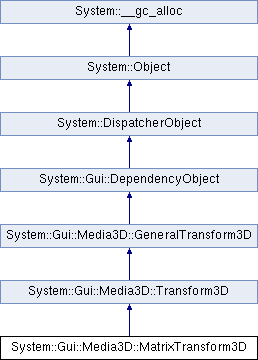 System::__gc_alloc
System::Object
System::DispatcherObject
System::Gui::DependencyObject
System::Gui::Media3D::GeneralTransform3D
System::Gui::Media3D::Transform3D
System::Gui::Media3D::MatrixTransform3D